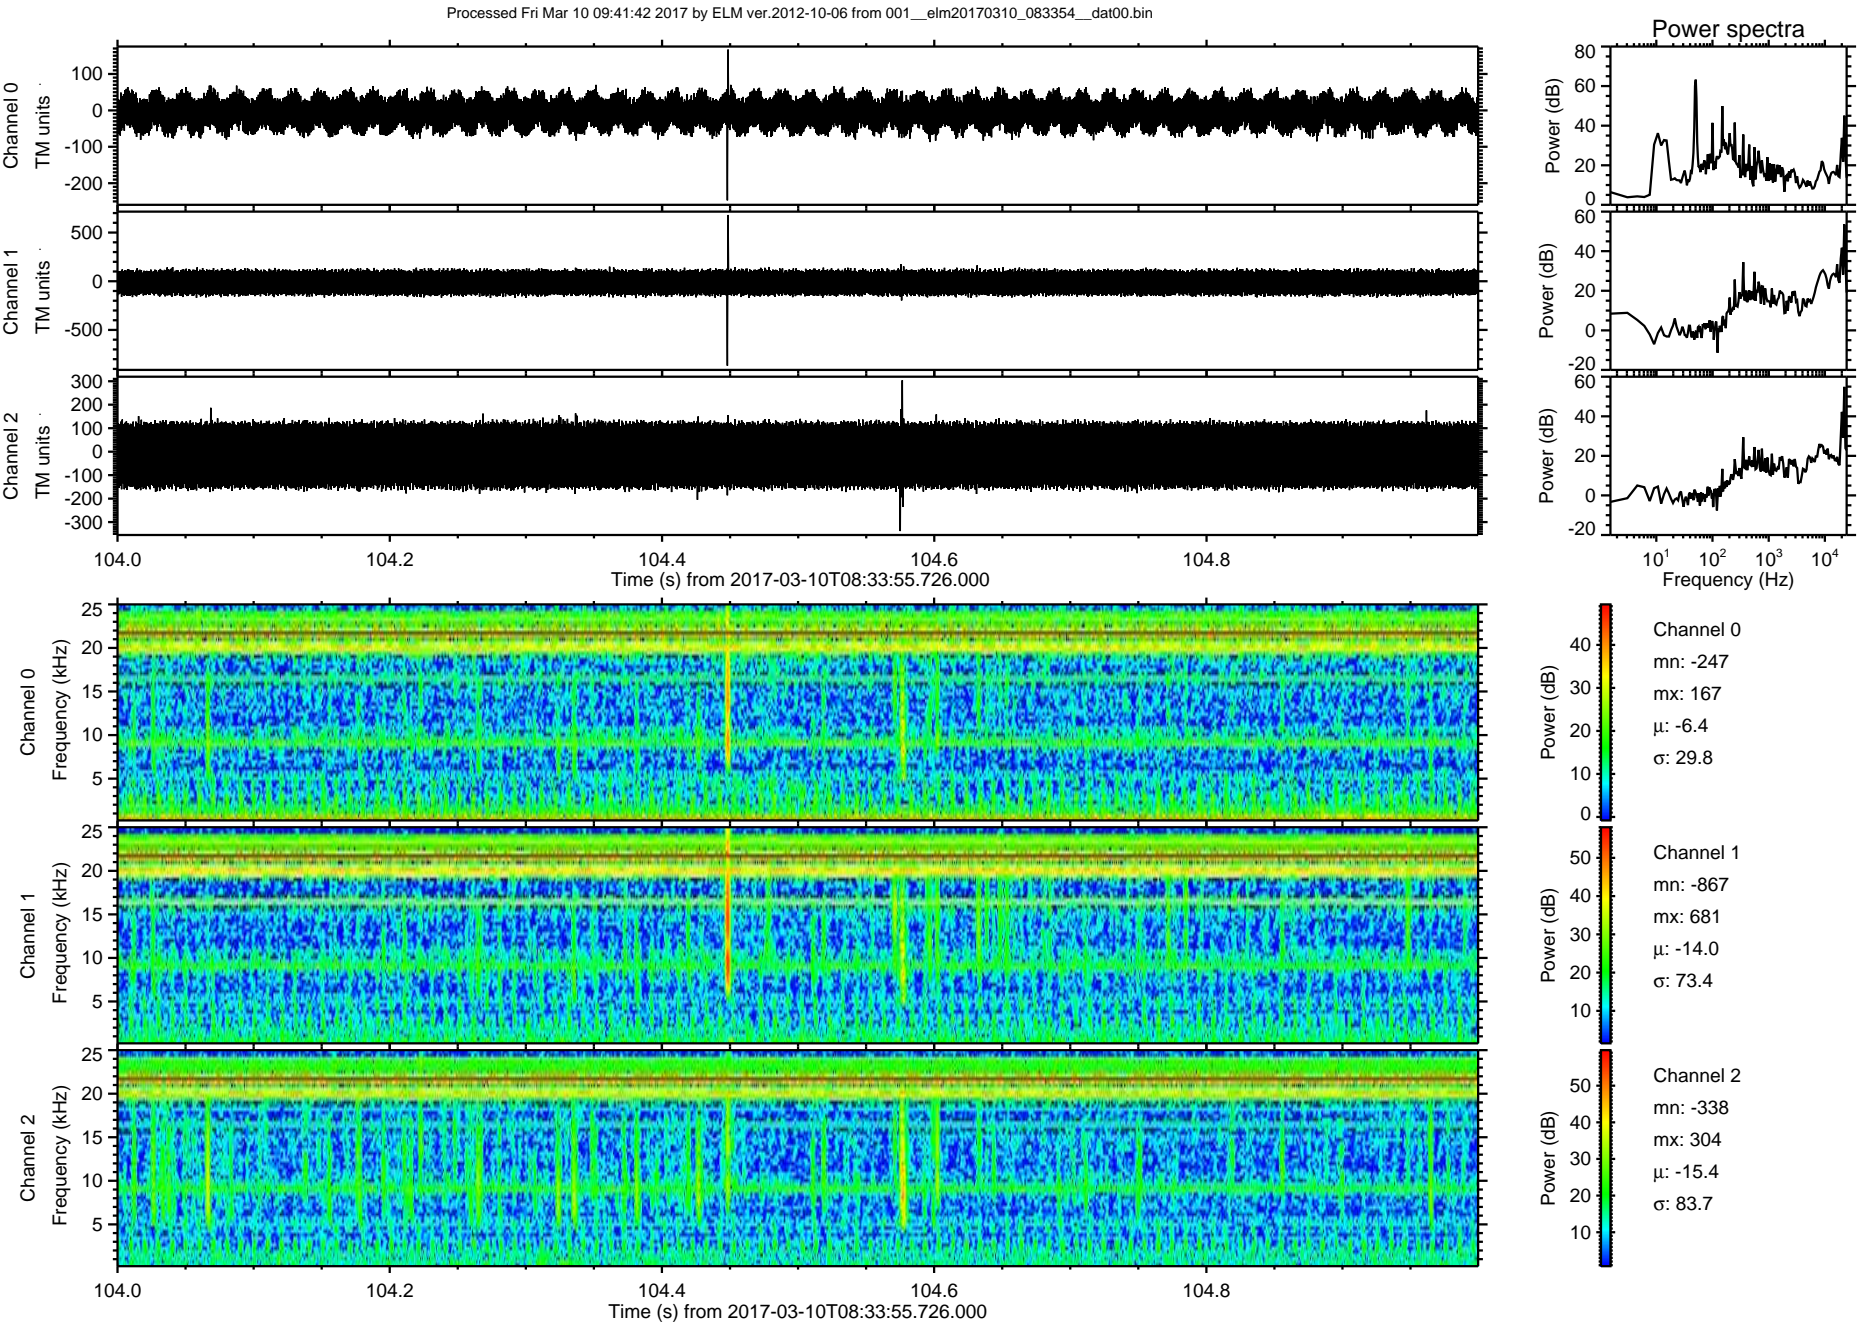 Processed Fri Mar 10 09:41:42 2017 by ELM ver.2012-10-06 from 001__elm20170310_083354__dat00.bin
Power spectra
Channel 0
TM units
100
0
-100
-200
Power (dB)
80
60
40
20
0
Channel 1
TM units
500
0
-500
Power (dB)
60
40
20
0
-20
Channel 2
TM units
300
200
100
0
-100
-200
-300
Power (dB)
60
40
20
0
-20
104.0 104.2 104.4 104.6 104.8
Time (s) from 2017-03-10T08:33:55.726.000
10^1 10^2 10^3 10^4
Frequency (Hz)
Channel 0
Frequency (kHz)
25
20
15
10
5
Power (dB)
40
30
20
10
0
Channel 0
mn: -247
mx: 167
μ: -6.4
σ: 29.8
Channel 1
Frequency (kHz)
25
20
15
10
5
Power (dB)
50
40
30
20
10
Channel 1
mn: -867
mx: 681
μ: -14.0
σ: 73.4
Channel 2
Frequency (kHz)
25
20
15
10
5
Power (dB)
50
40
30
20
10
Channel 2
mn: -338
mx: 304
μ: -15.4
σ: 83.7
104.0 104.2 104.4 104.6 104.8
Time (s) from 2017-03-10T08:33:55.726.000